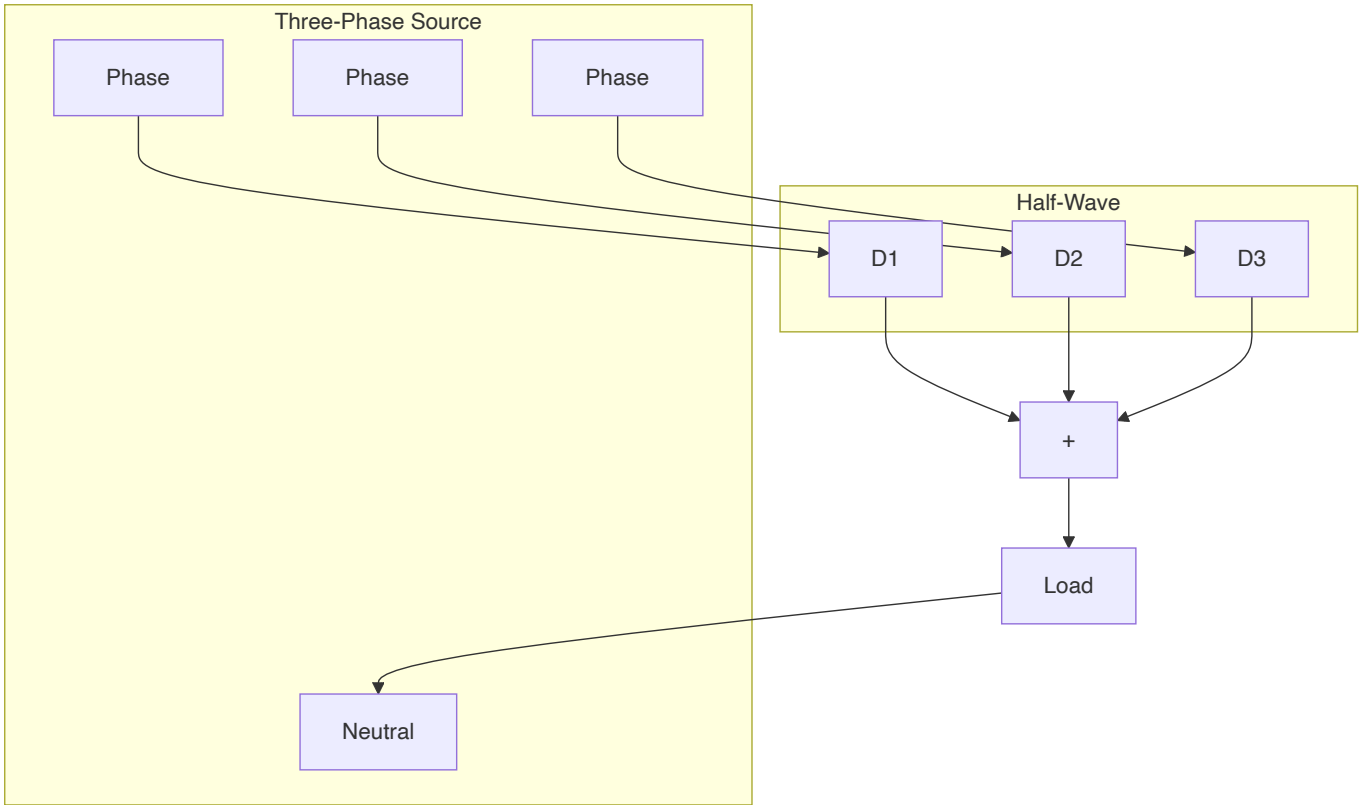 Three-Phase Source
Phase
Phase
Phase
Half-Wave
D1
D2
D3
+
Load
Neutral